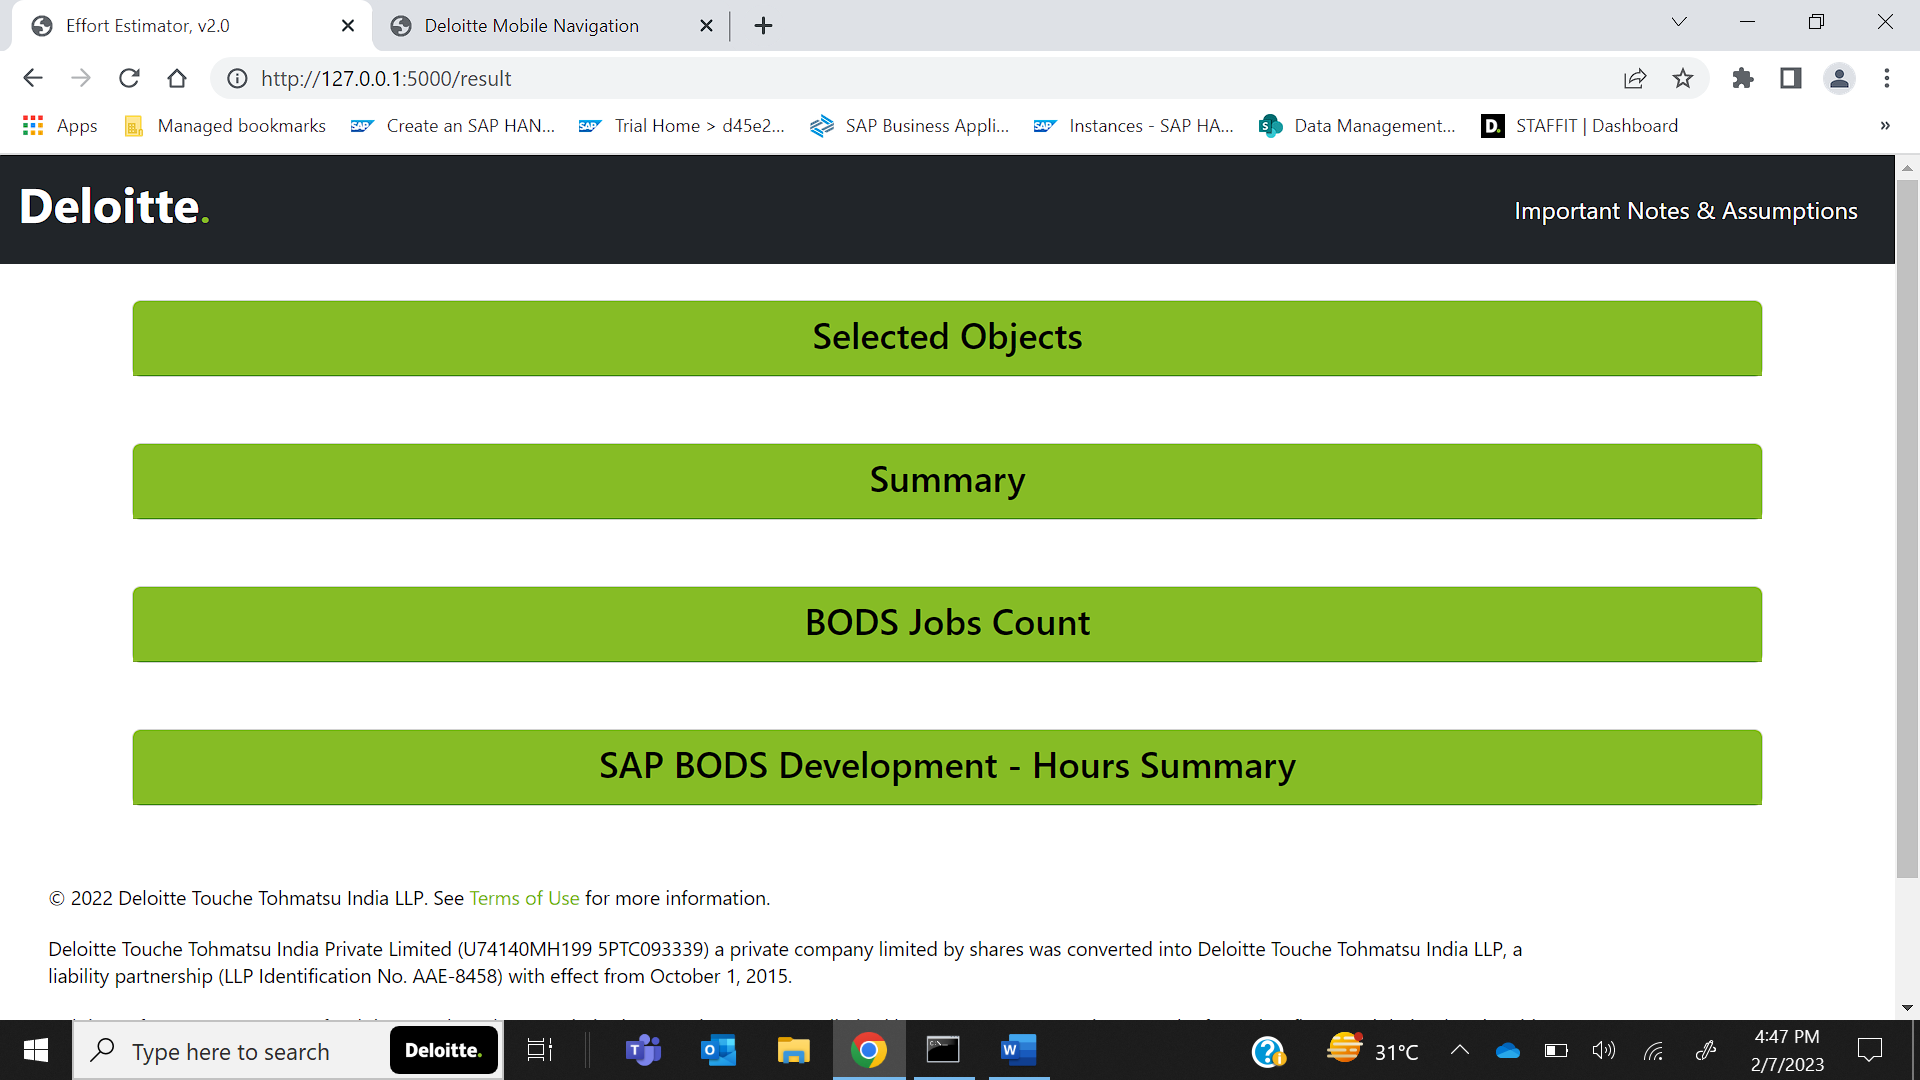 Effort Estimator, v2.0
Deloitte Mobile Navigation
http://127.0.0.1:5000/result
Apps
Managed bookmarks
Create an SAP HAN...
Trial Home > d45e2...
SAP Business Appli...
Instances - SAP HA...
Data Management...
STAFFIT | Dashboard
Deloitte.
Important Notes & Assumptions
Selected Objects
Summary
BODS Jobs Count
SAP BODS Development - Hours Summary
© 2022 Deloitte Touche Tohmatsu India LLP. See Terms of Use for more information.
Deloitte Touche Tohmatsu India Private Limited (U74140MH199 5PTC093339) a private company limited by shares was converted into Deloitte Touche Tohmatsu India LLP, a
liability partnership (LLP Identification No. AAE-8458) with effect from October 1, 2015.
Type here to search
Deloitte.
31°C
4:47 PM
2/7/2023